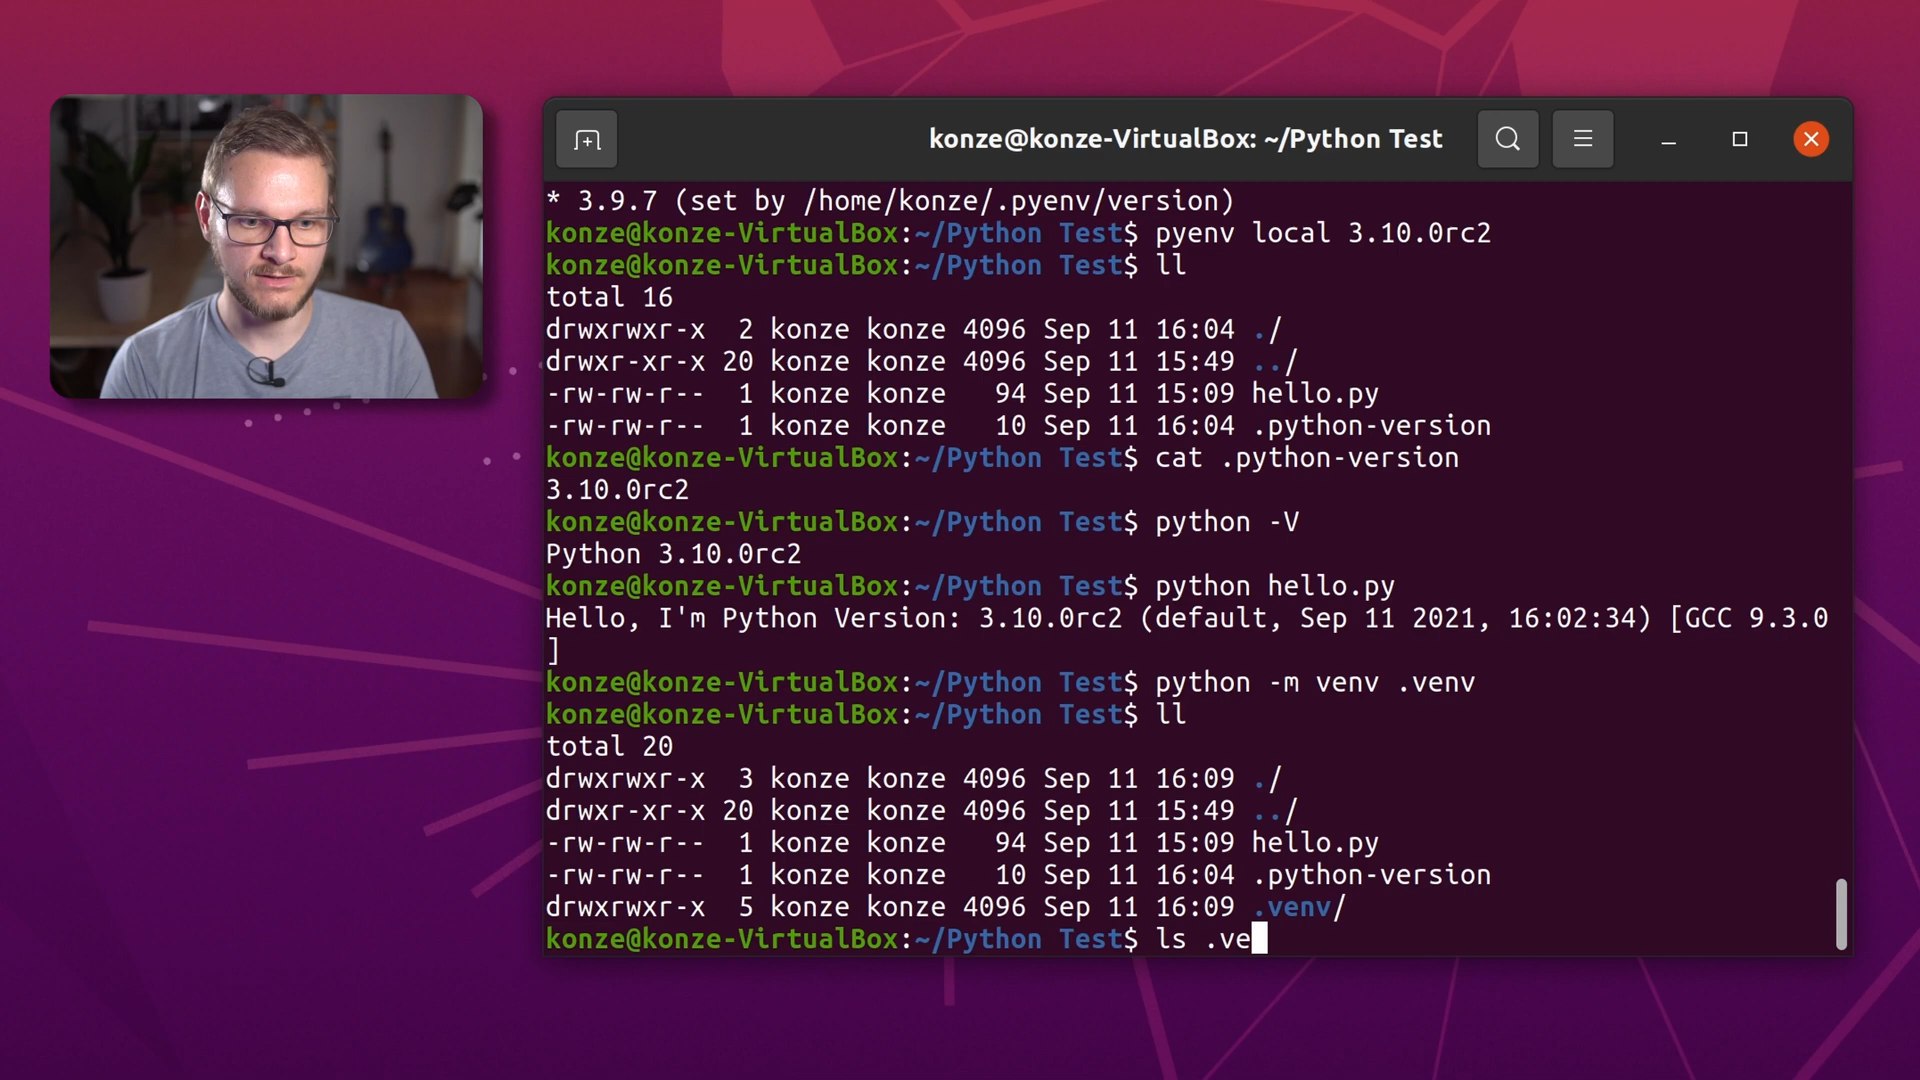 konze@konze-VirtualBox: ~/Python Test
* 3.9.7 (set by /home/konze/.pyenv/version)
konze@konze-VirtualBox:~/Python Test$ pyenv local 3.10.0rc2
konze@konze-VirtualBox:~/Python Test$ ll
total 16
drwxrwxr-x  2 konze konze 4096 Sep 11 16:04 ./
drwxr-xr-x 20 konze konze 4096 Sep 11 15:49 ../
-rw-rw-r--  1 konze konze   94 Sep 11 15:09 hello.py
-rw-rw-r--  1 konze konze   10 Sep 11 16:04 .python-version
konze@konze-VirtualBox:~/Python Test$ cat .python-version
3.10.0rc2
konze@konze-VirtualBox:~/Python Test$ python -V
Python 3.10.0rc2
konze@konze-VirtualBox:~/Python Test$ python hello.py
Hello, I'm Python Version: 3.10.0rc2 (default, Sep 11 2021, 16:02:34) [GCC 9.3.0
]
konze@konze-VirtualBox:~/Python Test$ python -m venv .venv
konze@konze-VirtualBox:~/Python Test$ ll
total 20
drwxrwxr-x  3 konze konze 4096 Sep 11 16:09 ./
drwxr-xr-x 20 konze konze 4096 Sep 11 15:49 ../
-rw-rw-r--  1 konze konze   94 Sep 11 15:09 hello.py
-rw-rw-r--  1 konze konze   10 Sep 11 16:04 .python-version
drwxrwxr-x  5 konze konze 4096 Sep 11 16:09 .venv/
konze@konze-VirtualBox:~/Python Test$ ls .ve